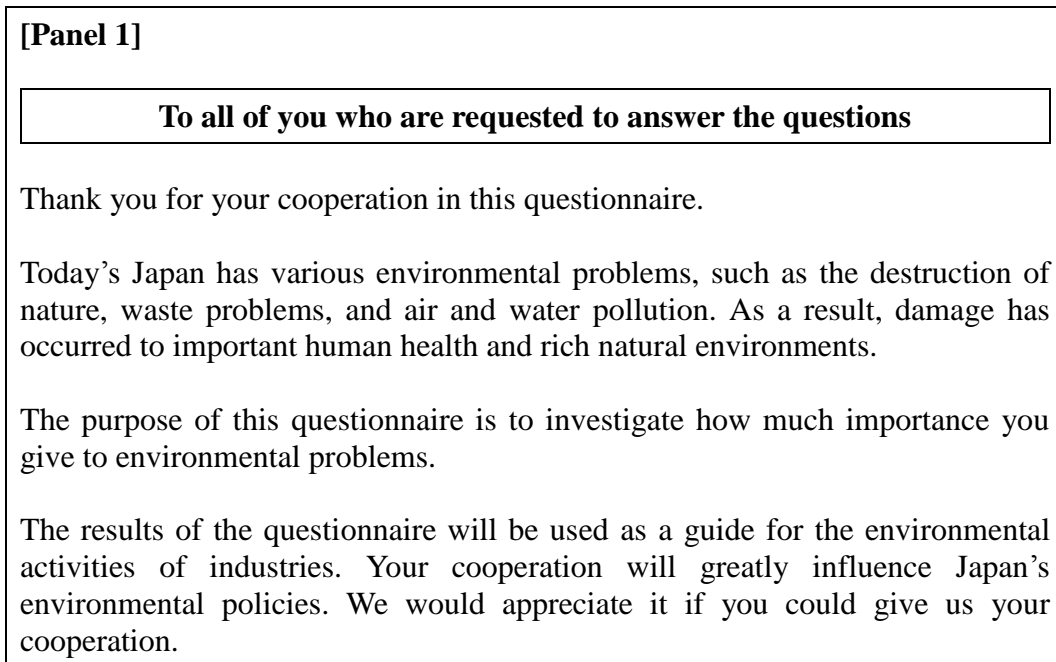 [Panel 1]
To all of you who are requested to answer the questions
Thank you for your cooperation in this questionnaire.
Today’s Japan has various environmental problems, such as the destruction of
nature, waste problems, and air and water pollution. As a result, damage has
occurred to important human health and rich natural environments.
The purpose of this questionnaire is to investigate how much importance you
give to environmental problems.
The results of the questionnaire will be used as a guide for the environmental
activities of industries. Your cooperation will greatly influence Japan’s
environmental policies. We would appreciate it if you could give us your
cooperation.